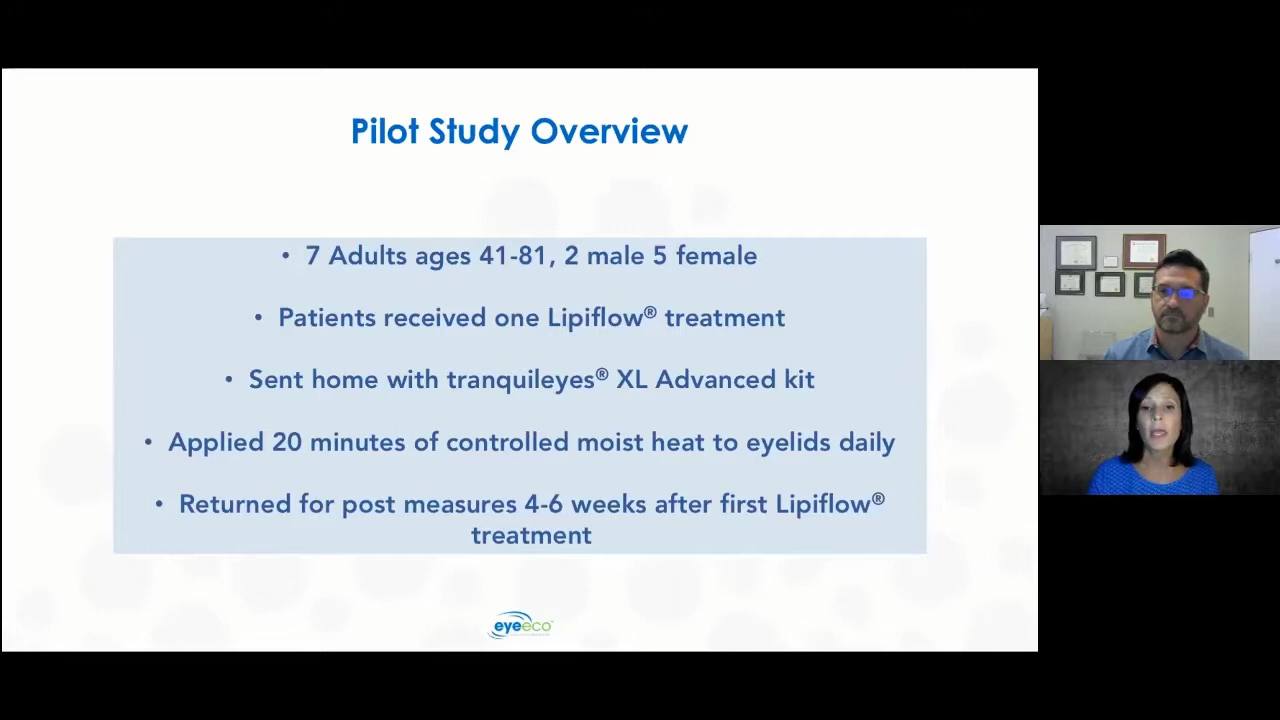 Pilot Study Overview
• 7 Adults ages 41-81, 2 male 5 female
• Patients received one Lipiflow® treatment
• Sent home with tranquileyes® XL Advanced kit
• Applied 20 minutes of controlled moist heat to eyelids daily
• Returned for post measures 4-6 weeks after first Lipiflow®
treatment
eyeeco